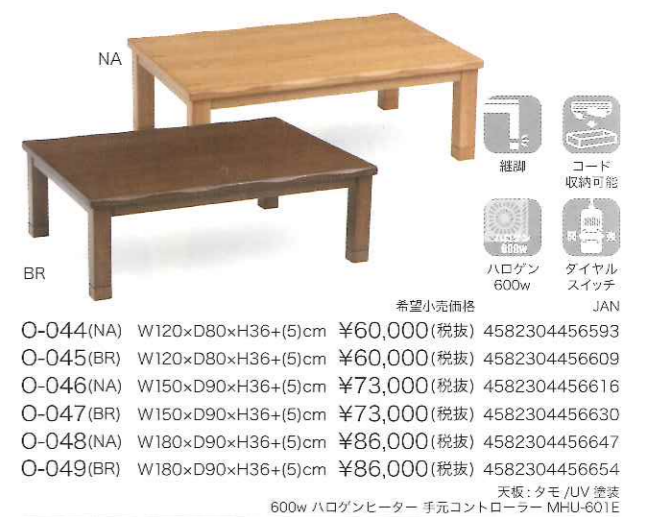 NA
BR
継脚
コード
収納可能
ハロゲン
600w
ハロゲン
600w
ダイヤル
スイッチ
希望小売価格 JAN
O-044(NA) W120×D80×H36+(5)cm ¥60,000(税抜) 4582304456593
O-045(BR) W120×D80×H36+(5)cm ¥60,000(税抜) 4582304456609
O-046(NA) W150×D90×H36+(5)cm ¥73,000(税抜) 4582304456616
O-047(BR) W150×D90×H36+(5)cm ¥73,000(税抜) 4582304456630
O-048(NA) W180×D90×H36+(5)cm ¥86,000(税抜) 4582304456647
O-049(BR) W180×D90×H36+(5)cm ¥86,000(税抜) 4582304456654
天板:タモ/UV塗装
600w ハロゲンヒーター 手元コントローラー MHU-601E